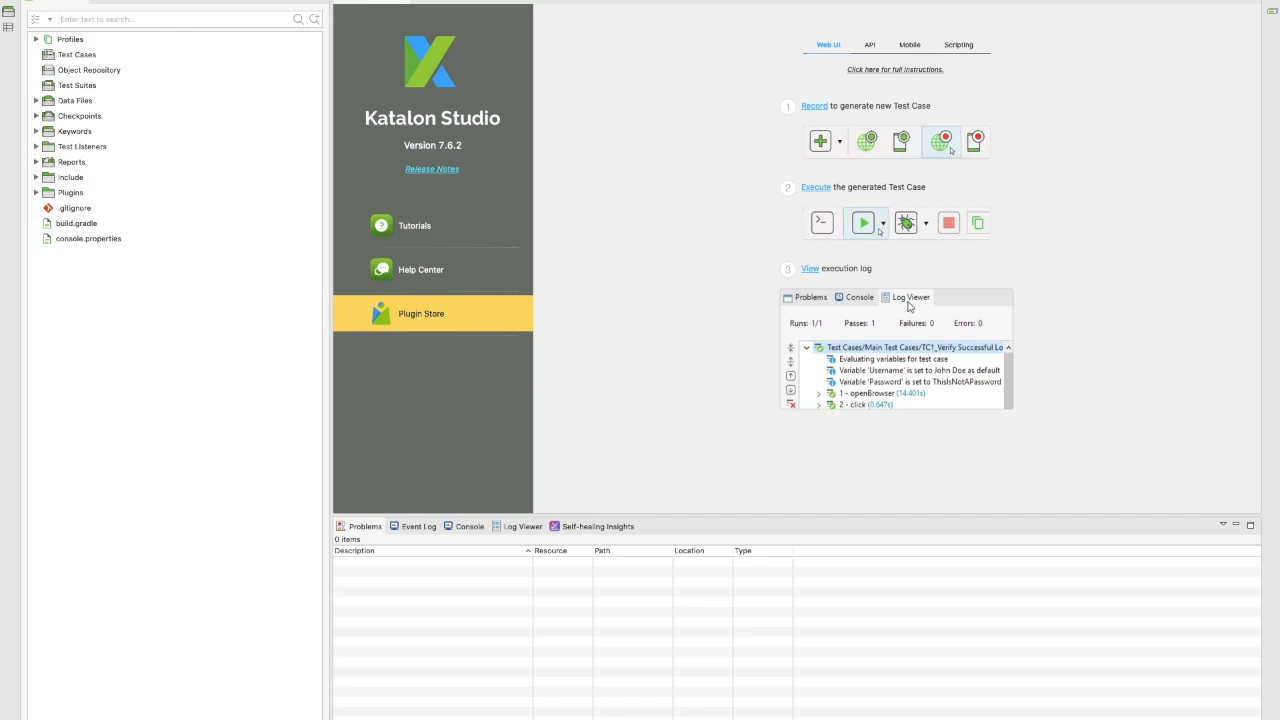 Enter text to search...
Profiles
Test Cases
Object Repository
Test Suites
Data Files
Checkpoints
Keywords
Test Listeners
Reports
Include
Plugins
.gitignore
build.gradle
console.properties
Katalon Studio
Version 7.6.2
Release Notes
Tutorials
Help Center
Plugin Store
Web UI API Mobile Scripting
Click here for full instructions.
1 Record to generate new Test Case
2 Execute the generated Test Case
3 View execution log
Problems Console Log Viewer
Runs: 1/1 Passes: 1 Failures: 0 Errors: 0
Test Cases/Main Test Cases/TC1_Verify Successful Lo
Evaluating variables for test case
Variable 'Username' is set to John Doe as default
Variable 'Password' is set to ThisIsNotAPassword
1 - openBrowser (14.401s)
2 - click (0.647s)
Problems Event Log Console Log Viewer Self-healing Insights
0 items
Description Resource Path Location Type